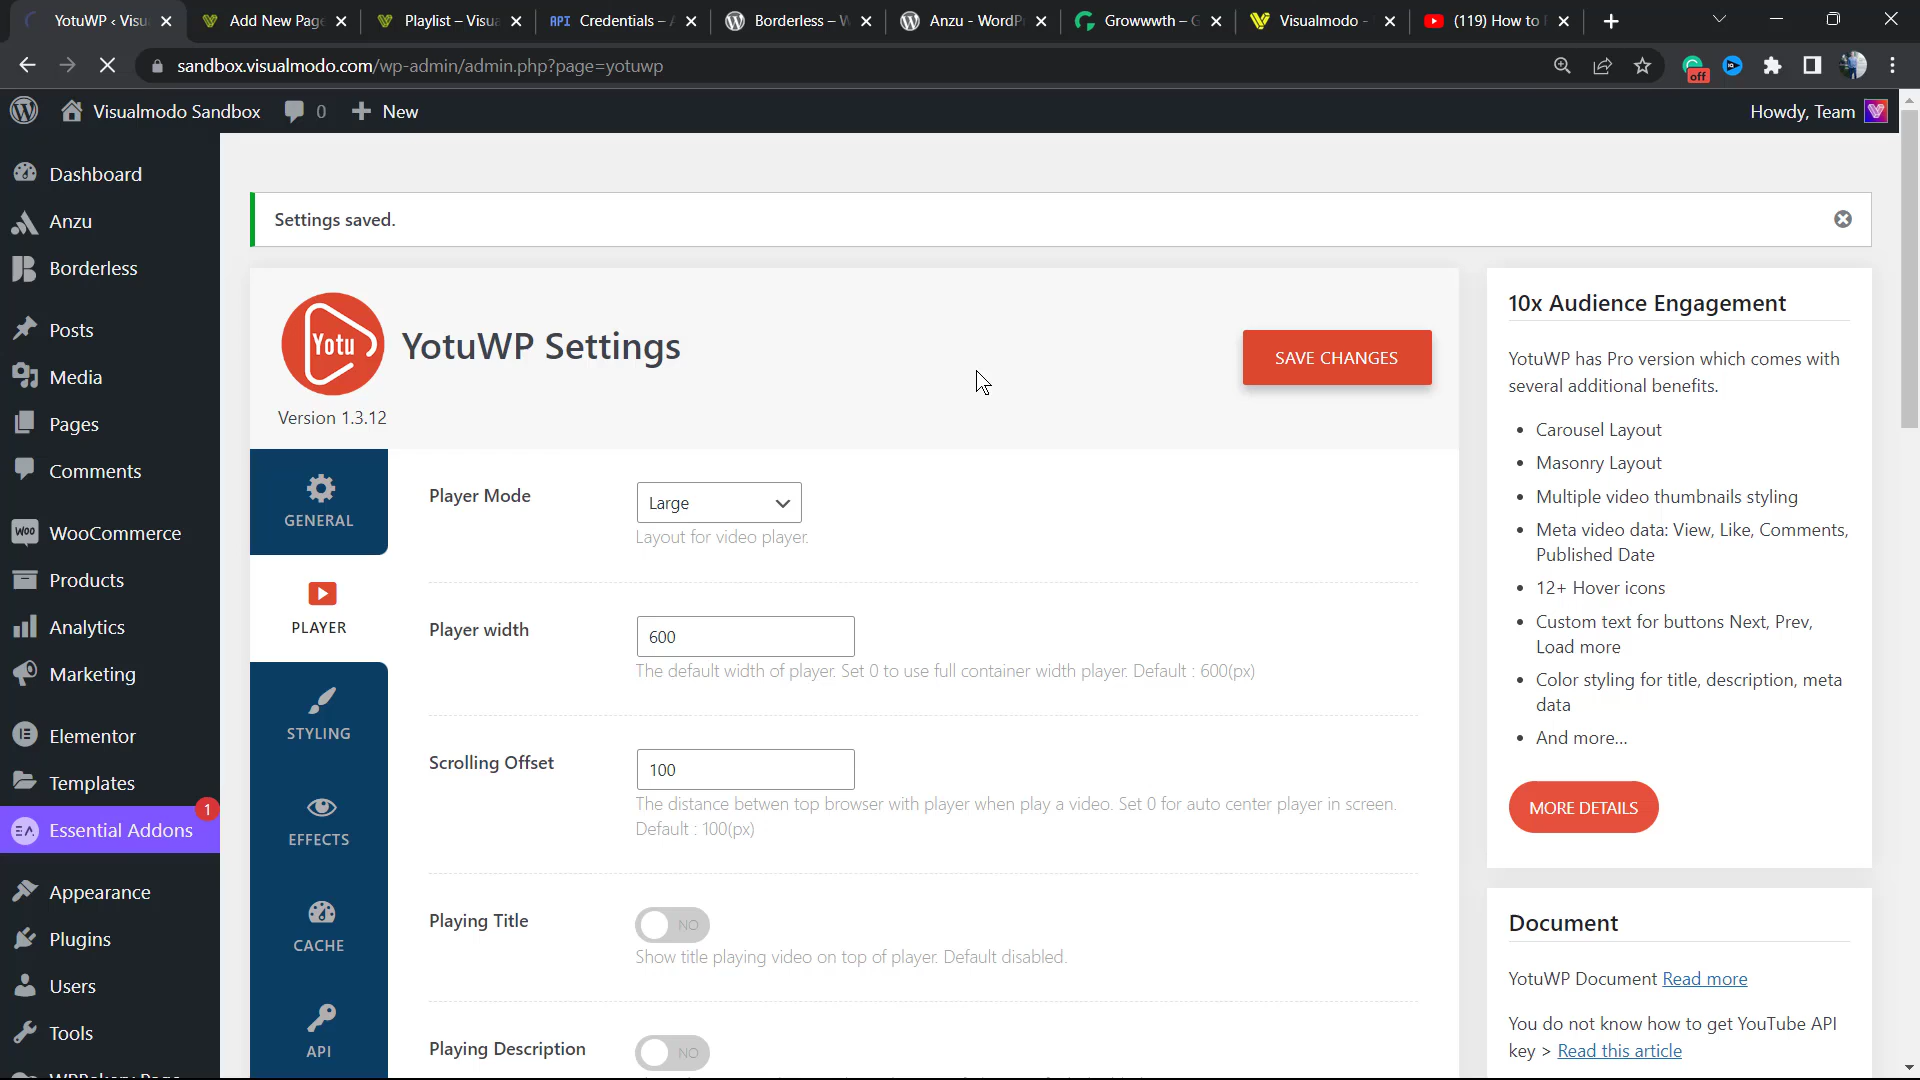 YotuWP ‹ Visu
Add New Page
Playlist – Visua
API Credentials – A
Borderless – W
Anzu - WordPr
Growwwth – G
Visualmodo -
(119) How to
sandbox.visualmodo.com/wp-admin/admin.php?page=yotuwp
off
Visualmodo Sandbox
0
New
Howdy, Team
Dashboard
Anzu
Borderless
Posts
Media
Pages
Comments
WooCommerce
Products
Analytics
Marketing
Elementor
Templates
Essential Addons
1
Appearance
Plugins
Users
Tools
Settings saved.
Yotu
YotuWP Settings
Version 1.3.12
SAVE CHANGES
GENERAL
PLAYER
STYLING
EFFECTS
CACHE
API
Player Mode
Large
Layout for video player.
Player width
600
The default width of player. Set 0 to use full container width player. Default : 600(px)
Scrolling Offset
100
The distance betwen top browser with player when play a video. Set 0 for auto center player in screen.
Default : 100(px)
Playing Title
NO
Show title playing video on top of player. Default disabled.
Playing Description
NO
10x Audience Engagement
YotuWP has Pro version which comes with
several additional benefits.
• Carousel Layout
• Masonry Layout
• Multiple video thumbnails styling
• Meta video data: View, Like, Comments,
Published Date
• 12+ Hover icons
• Custom text for buttons Next, Prev,
Load more
• Color styling for title, description, meta
data
• And more...
MORE DETAILS
Document
YotuWP Document Read more
You do not know how to get YouTube API
key > Read this article